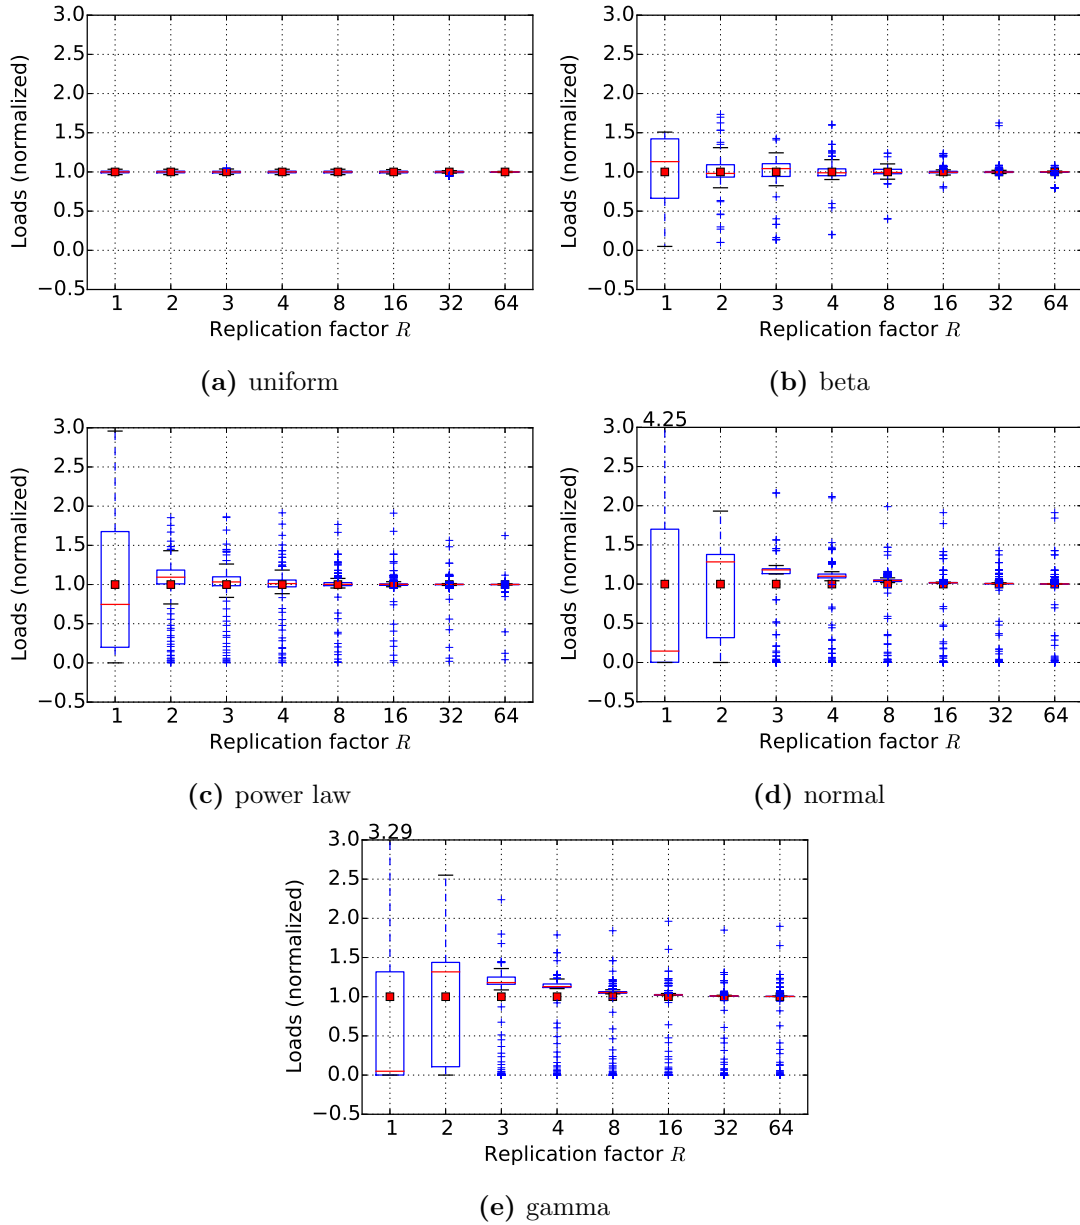 3.0
2.5
2.0
1.5
1.0
0.5
0.0
−0.5
Loads (normalized)
1 2 3 4 8 16 32 64
Replication factor R
(a) uniform
3.0
2.5
2.0
1.5
1.0
0.5
0.0
−0.5
Loads (normalized)
1 2 3 4 8 16 32 64
Replication factor R
(b) beta
3.0
2.5
2.0
1.5
1.0
0.5
0.0
−0.5
Loads (normalized)
1 2 3 4 8 16 32 64
Replication factor R
(c) power law
4.25
3.0
2.5
2.0
1.5
1.0
0.5
0.0
−0.5
Loads (normalized)
1 2 3 4 8 16 32 64
Replication factor R
(d) normal
3.29
3.0
2.5
2.0
1.5
1.0
0.5
0.0
−0.5
Loads (normalized)
1 2 3 4 8 16 32 64
Replication factor R
(e) gamma